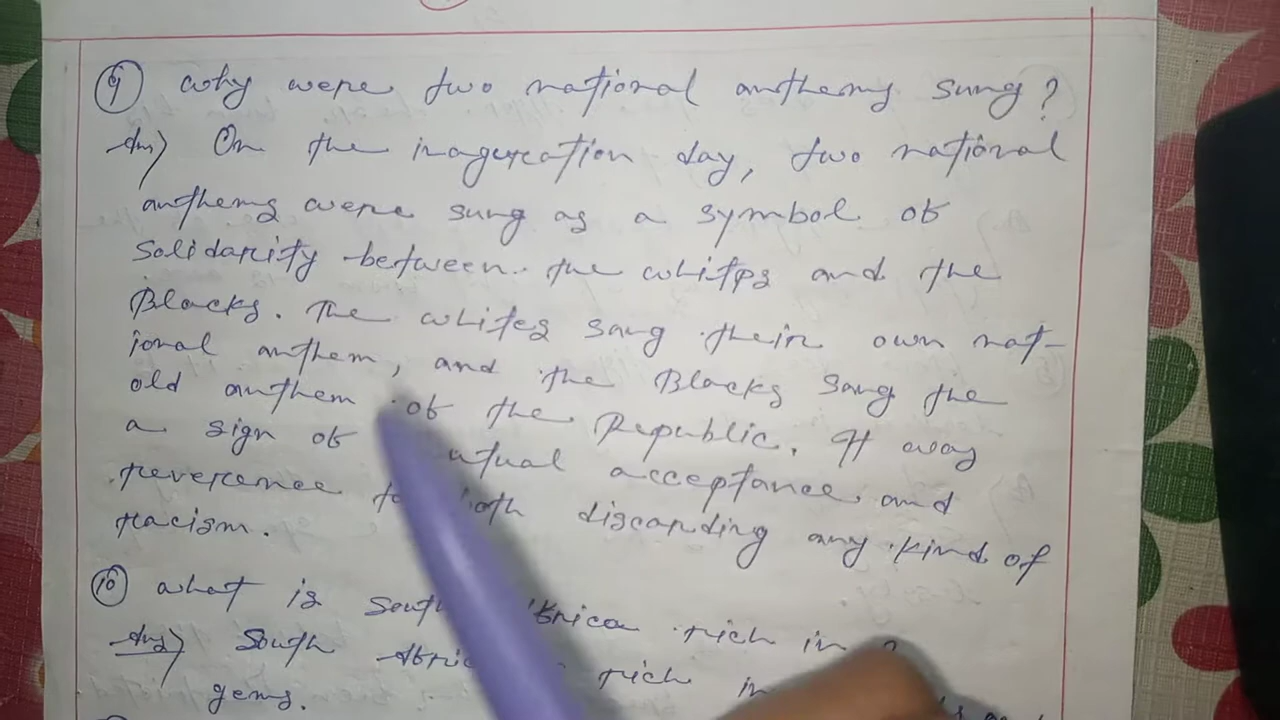 9 why were two national anthems sung?
Ans) On the inaguration day, two national
anthems were sung as a symbol of
Solidarity between the whites and the
Blacks. The whites sang their own nat-
ional anthem, and the Blacks sang the
old anthem of the Republic. It was
a sign of utual acceptance and
reverence both discarding any kind of
racism.
10 what is South frica rich in ?
Ans) South Afric rich in
gems.